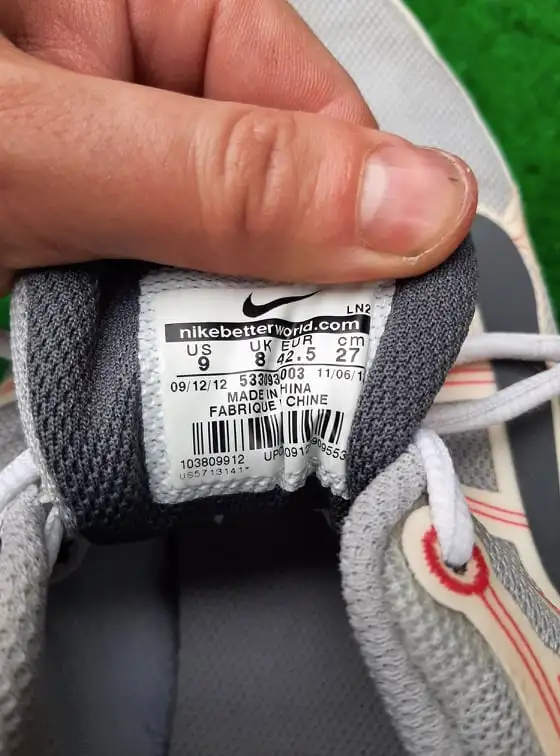 LN2
nikebetterworld.com
US UK EUR cm
9 8 42.5 27
09/12/12 533093003
MADE IN CHINA
FABRIQUE CHINE
103809912
US5713141*